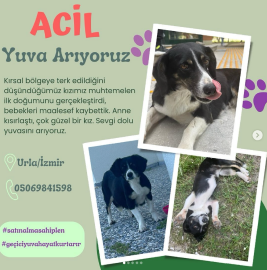 ACİL
Yuva Arıyoruz
Kırsal bölgeye terk edildiğini
düşündüğümüz kızımız muhtemelen
ilk doğumunu gerçekleştirdi,
bebekleri maalesef kaybettik. Anne
kısırlaştı, çok güzel bir kız. Sevgi dolu
yuvasını arıyoruz.
Urla/İzmir
05069841598
#satınalmasahiplen
#geçiciyuvahayatkurtarır